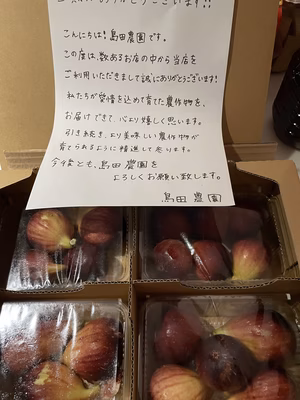 こんにちは!島田農園です。
この度は、数あるお店の中から当店を
ご利用いただきまして誠にありがとうございます!
私たちが愛情を込めて育てた農作物を、
お届けできて、心より嬉しく思います。
引き続き、より美味しい農作物が
育てられるように精進して参ります。
今後とも、島田農園を
よろしくお願い致します。
島田農園